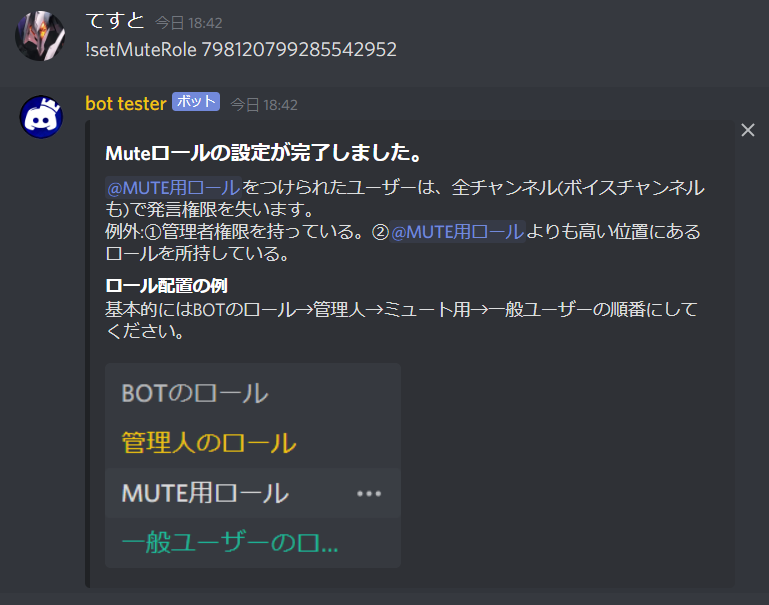 てすと 今日 18:42
!setMuteRole 798120799285542952
bot tester ボット 今日 18:42
Muteロールの設定が完了しました。
@MUTE用ロールをつけられたユーザーは、全チャンネル(ボイスチャンネル
も)で発言権限を失います。
例外:①管理者権限を持っている。②@MUTE用ロールよりも高い位置にある
ロールを所持している。
ロール配置の例
基本的にはBOTのロール→管理人→ミュート用→一般ユーザーの順番にして
ください。
BOTのロール
管理人のロール
MUTE用ロール
一般ユーザーのロ...